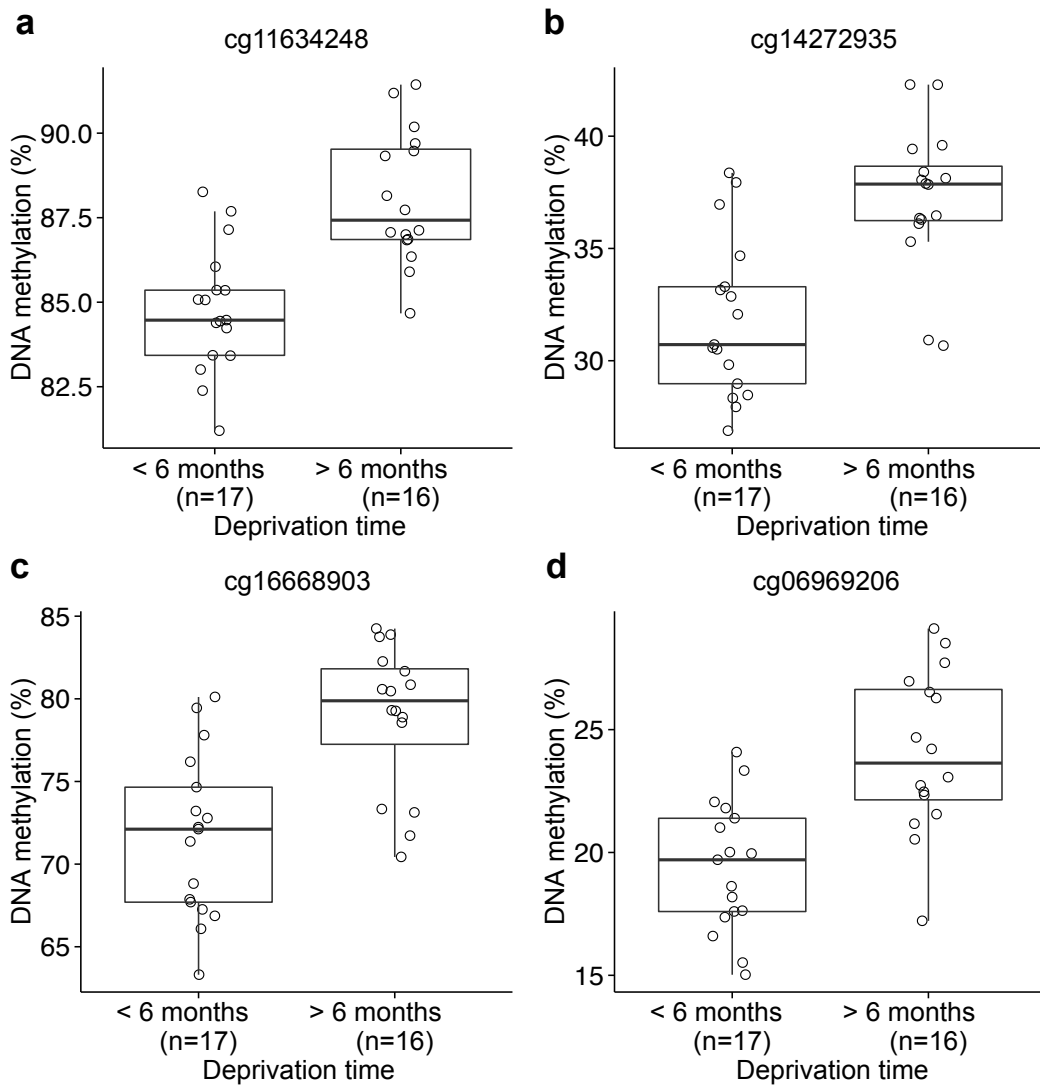 a
cg11634248
DNA methylation (%)
90.0
87.5
85.0
82.5
< 6 months
(n=17)
> 6 months
(n=16)
Deprivation time
b
cg14272935
DNA methylation (%)
40
35
30
< 6 months
(n=17)
> 6 months
(n=16)
Deprivation time
c
cg16668903
DNA methylation (%)
85
80
75
70
65
< 6 months
(n=17)
> 6 months
(n=16)
Deprivation time
d
cg06969206
DNA methylation (%)
25
20
15
< 6 months
(n=17)
> 6 months
(n=16)
Deprivation time